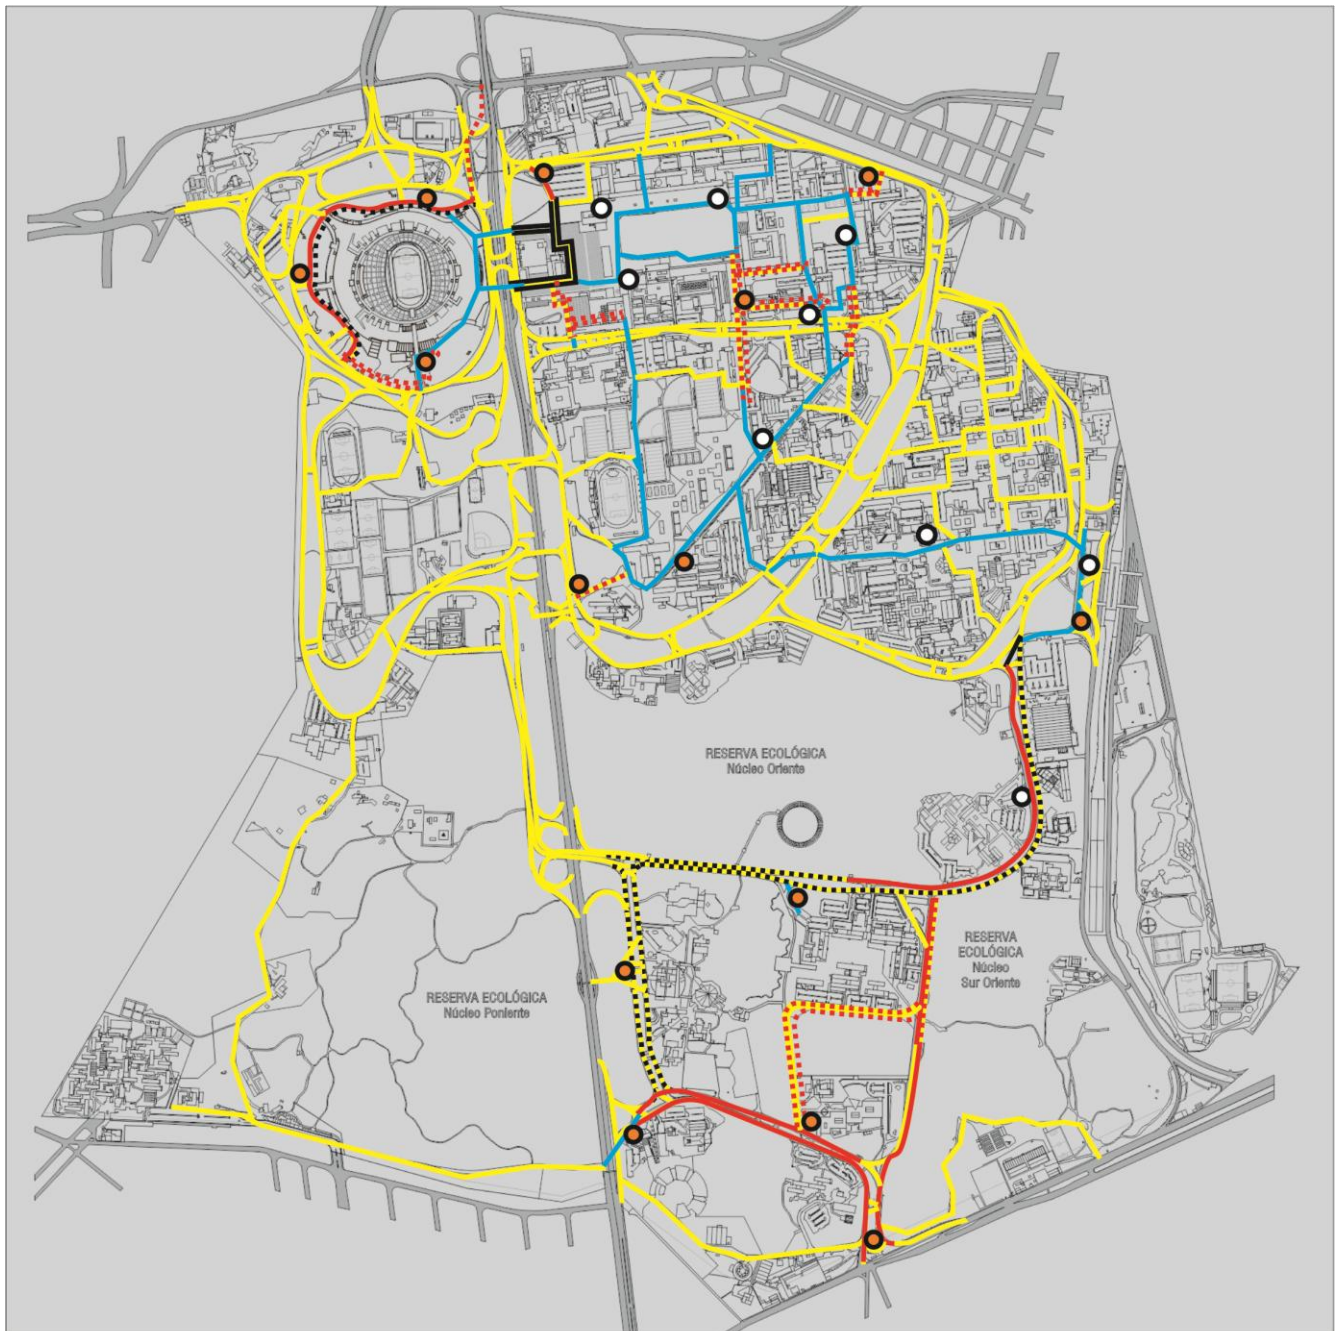 RESERVA ECOLÓGICA
Núcleo Oriente
RESERVA
ECOLÓGICA
Núcleo
Sur Oriente
RESERVA ECOLÓGICA
Núcleo Poniente